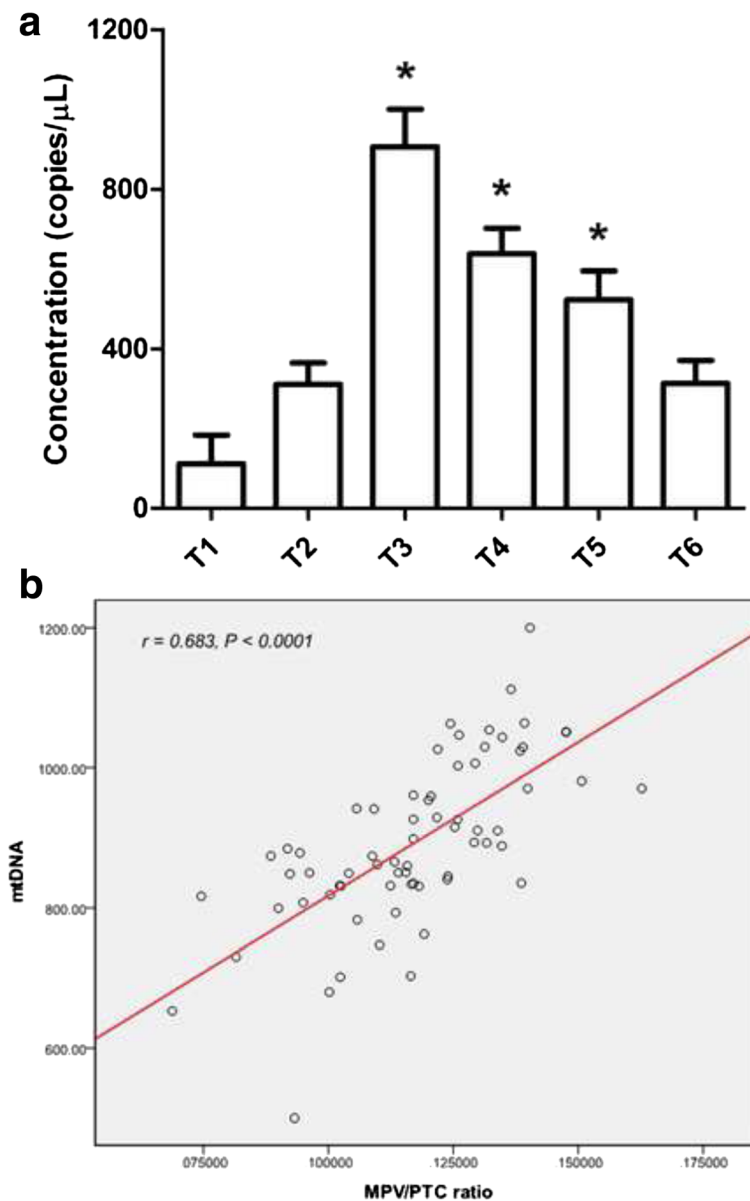 a
1200
800
400
0
Concentration (copies/μL)
*
*
*
T1
T2
T3
T4
T5
T6
b
r = 0.683, P < 0.0001
1200.00
1000.00
800.00
600.00
mtDNA
075000
100000
.125000
.150000
.175000
MPV/PTC ratio